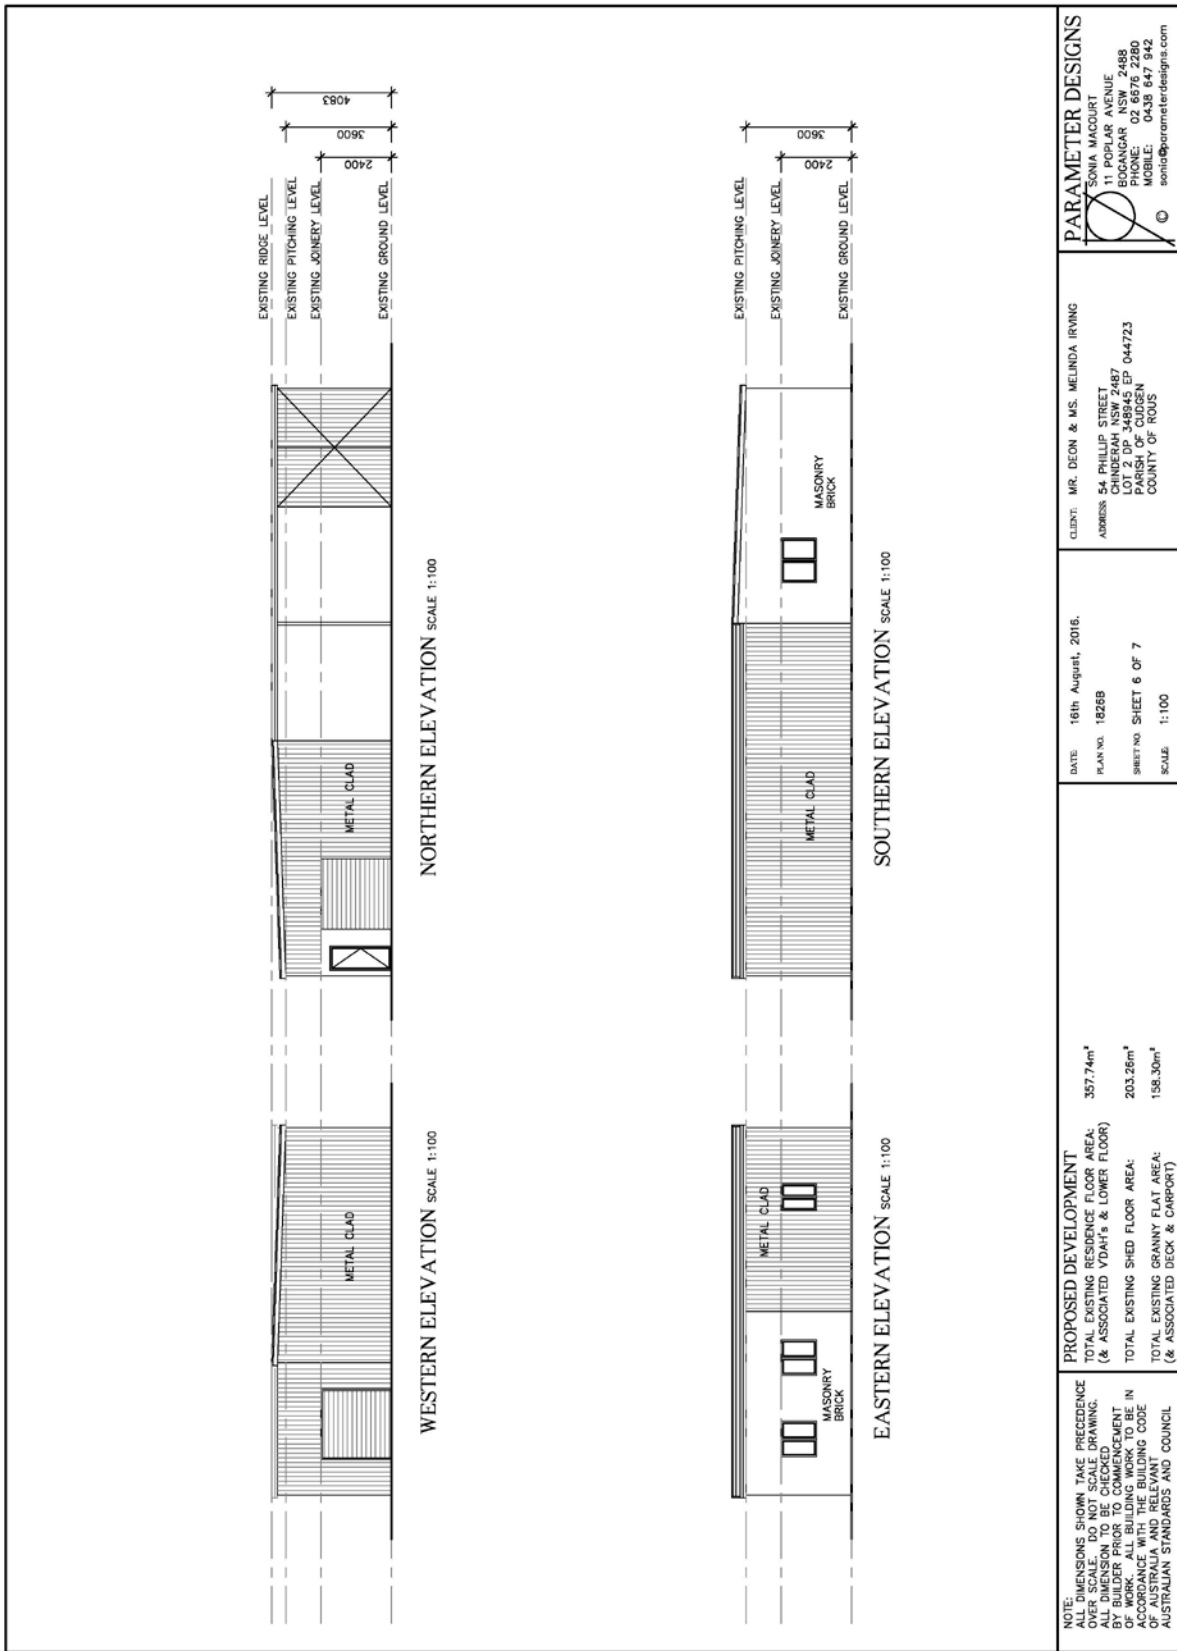 EXISTING RIDGE LEVEL
EXISTING PITCHING LEVEL
EXISTING JOINERY LEVEL
EXISTING GROUND LEVEL
4083
3600
2400
METAL CLAD
METAL CLAD
WESTERN ELEVATION SCALE 1:100
NORTHERN ELEVATION SCALE 1:100
EXISTING PITCHING LEVEL
EXISTING JOINERY LEVEL
EXISTING GROUND LEVEL
3600
2400
MASONRY
BRICK
METAL CLAD
METAL CLAD
MASONRY
BRICK
EASTERN ELEVATION SCALE 1:100
SOUTHERN ELEVATION SCALE 1:100
NOTE:
ALL DIMENSIONS SHOWN TAKE PRECEDENCE
OVER SCALE. DO NOT SCALE DRAWING.
ALL DIMENSION TO BE CHECKED
BY BUILDER PRIOR TO COMMENCEMENT
OF WORK. ALL BUILDING WORK TO BE IN
ACCORDANCE WITH THE BUILDING CODE
OF AUSTRALIA AND RELEVANT
AUSTRALIAN STANDARDS AND COUNCIL
PROPOSED DEVELOPMENT
TOTAL EXISTING RESIDENCE FLOOR AREA: 357.74m²
(& ASSOCIATED V'DAH's & LOWER FLOOR)
TOTAL EXISTING SHED FLOOR AREA: 203.26m²
TOTAL EXISTING GRANNY FLAT AREA: 158.30m²
(& ASSOCIATED DECK & CARPORT)
DATE: 16th August, 2016.
PLAN NO. 1826B
SHEET NO. SHEET 6 OF 7
SCALE: 1:100
CLIENT: MR. DEON & MS. MELINDA IRVING
ADDRESS: 54 PHILLIP STREET
CHINDERAH NSW 2487
LOT 2 DP 348945 EP 044723
PARISH OF CUDGEN
COUNTY OF ROUS
PARAMETER DESIGNS
SONIA MACOURT
11 POPLAR AVENUE
BOGANGAR NSW 2488
PHONE: 02 6676 2280
MOBILE: 0438 647 942
© sonia@parameterdesigns.com